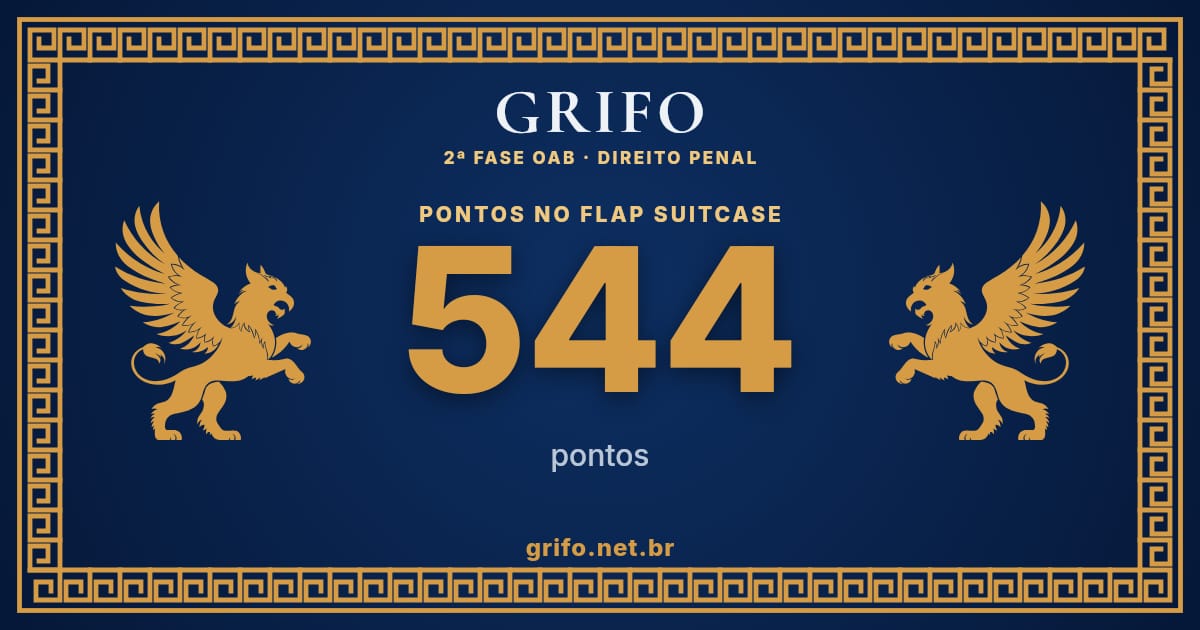 GRIFO
2ª FASE OAB · DIREITO PENAL
PONTOS NO FLAP SUITCASE
544
pontos
grifo.net.br